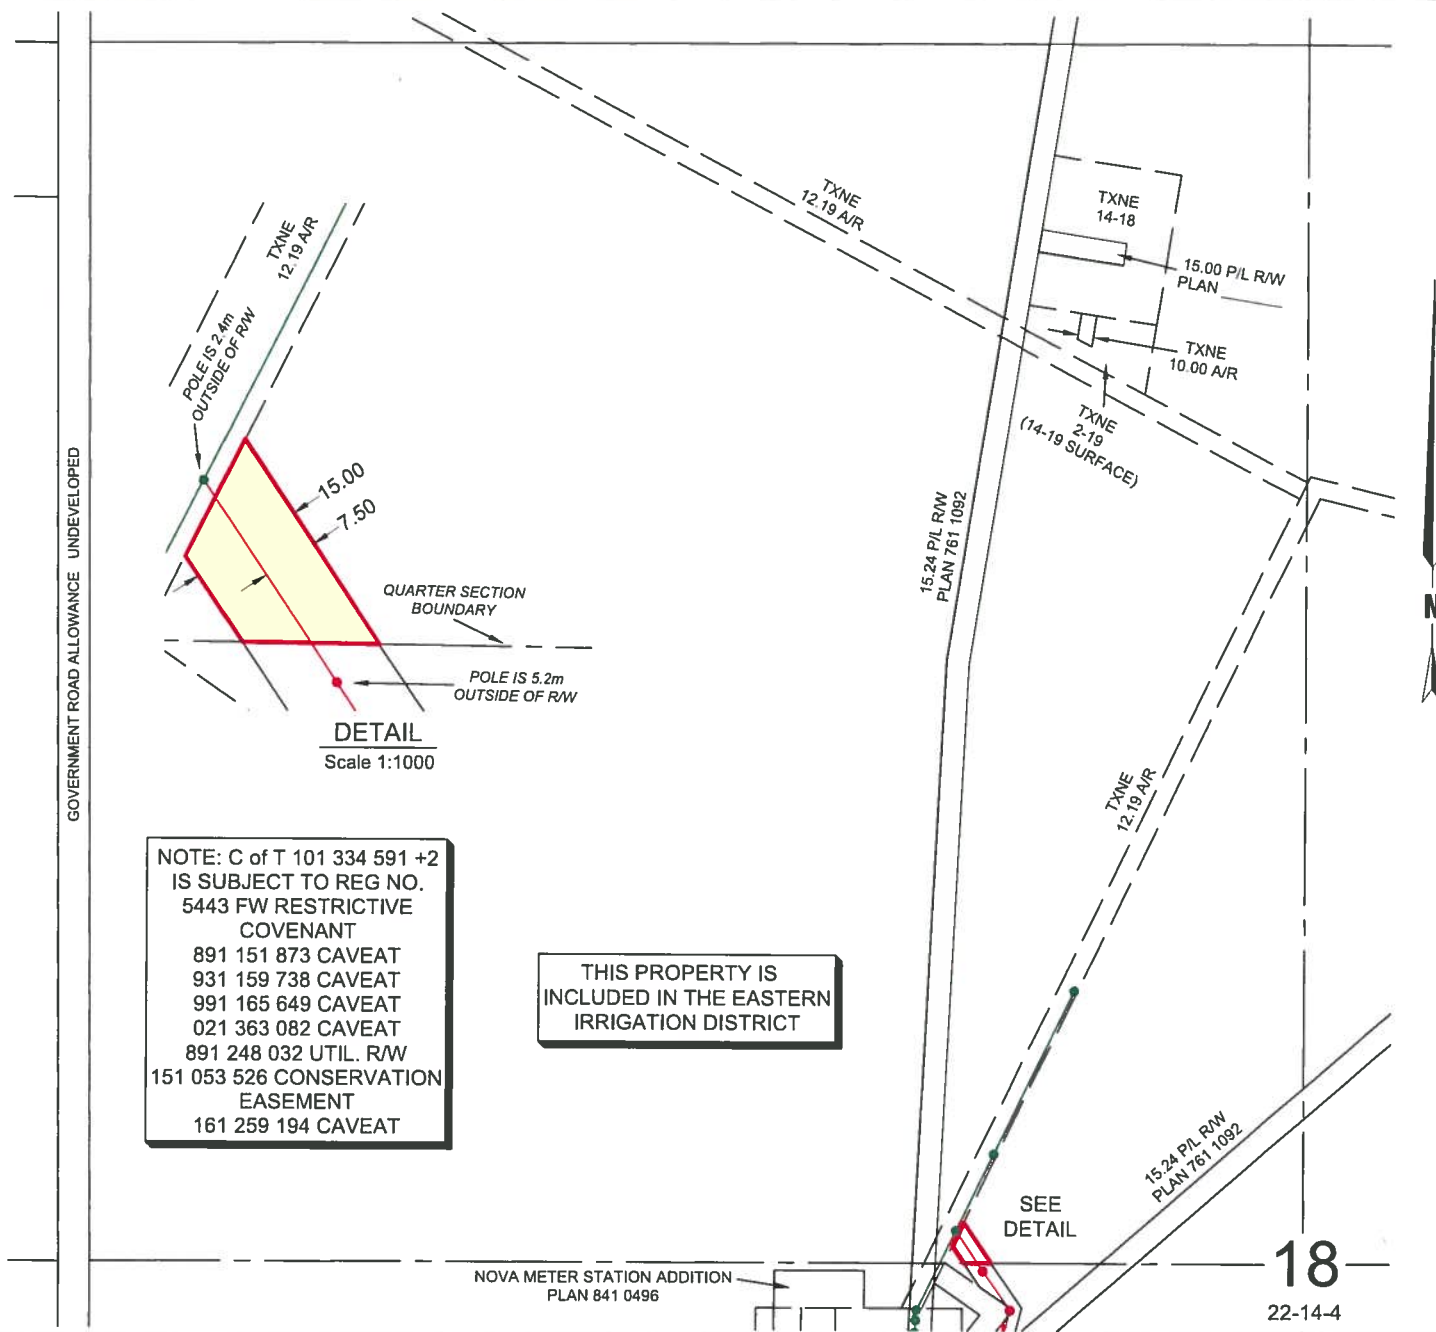 TXNE
12.19 A/R
TXNE
14-18
15.00 P/L R/W
PLAN
TXNE
10.00 A/R
TXNE
2-19
(14-19 SURFACE)
TXNE
12.19 A/R
POLE IS 2.4m
OUTSIDE OF R/W
15.00
7.50
QUARTER SECTION
BOUNDARY
POLE IS 5.2m
OUTSIDE OF R/W
DETAIL
Scale 1:1000
GOVERNMENT ROAD ALLOWANCE UNDEVELOPED
15.24 P/L R/W
PLAN 761 1092
N
TXNE
12.19 A/R
NOTE: C of T 101 334 591 +2
IS SUBJECT TO REG NO.
5443 FW RESTRICTIVE
COVENANT
891 151 873 CAVEAT
931 159 738 CAVEAT
991 165 649 CAVEAT
021 363 082 CAVEAT
891 248 032 UTIL. R/W
151 053 526 CONSERVATION
EASEMENT
161 259 194 CAVEAT
THIS PROPERTY IS
INCLUDED IN THE EASTERN
IRRIGATION DISTRICT
15.24 P/L R/W
PLAN 761 1092
SEE
DETAIL
NOVA METER STATION ADDITION
PLAN 841 0496
18
22-14-4